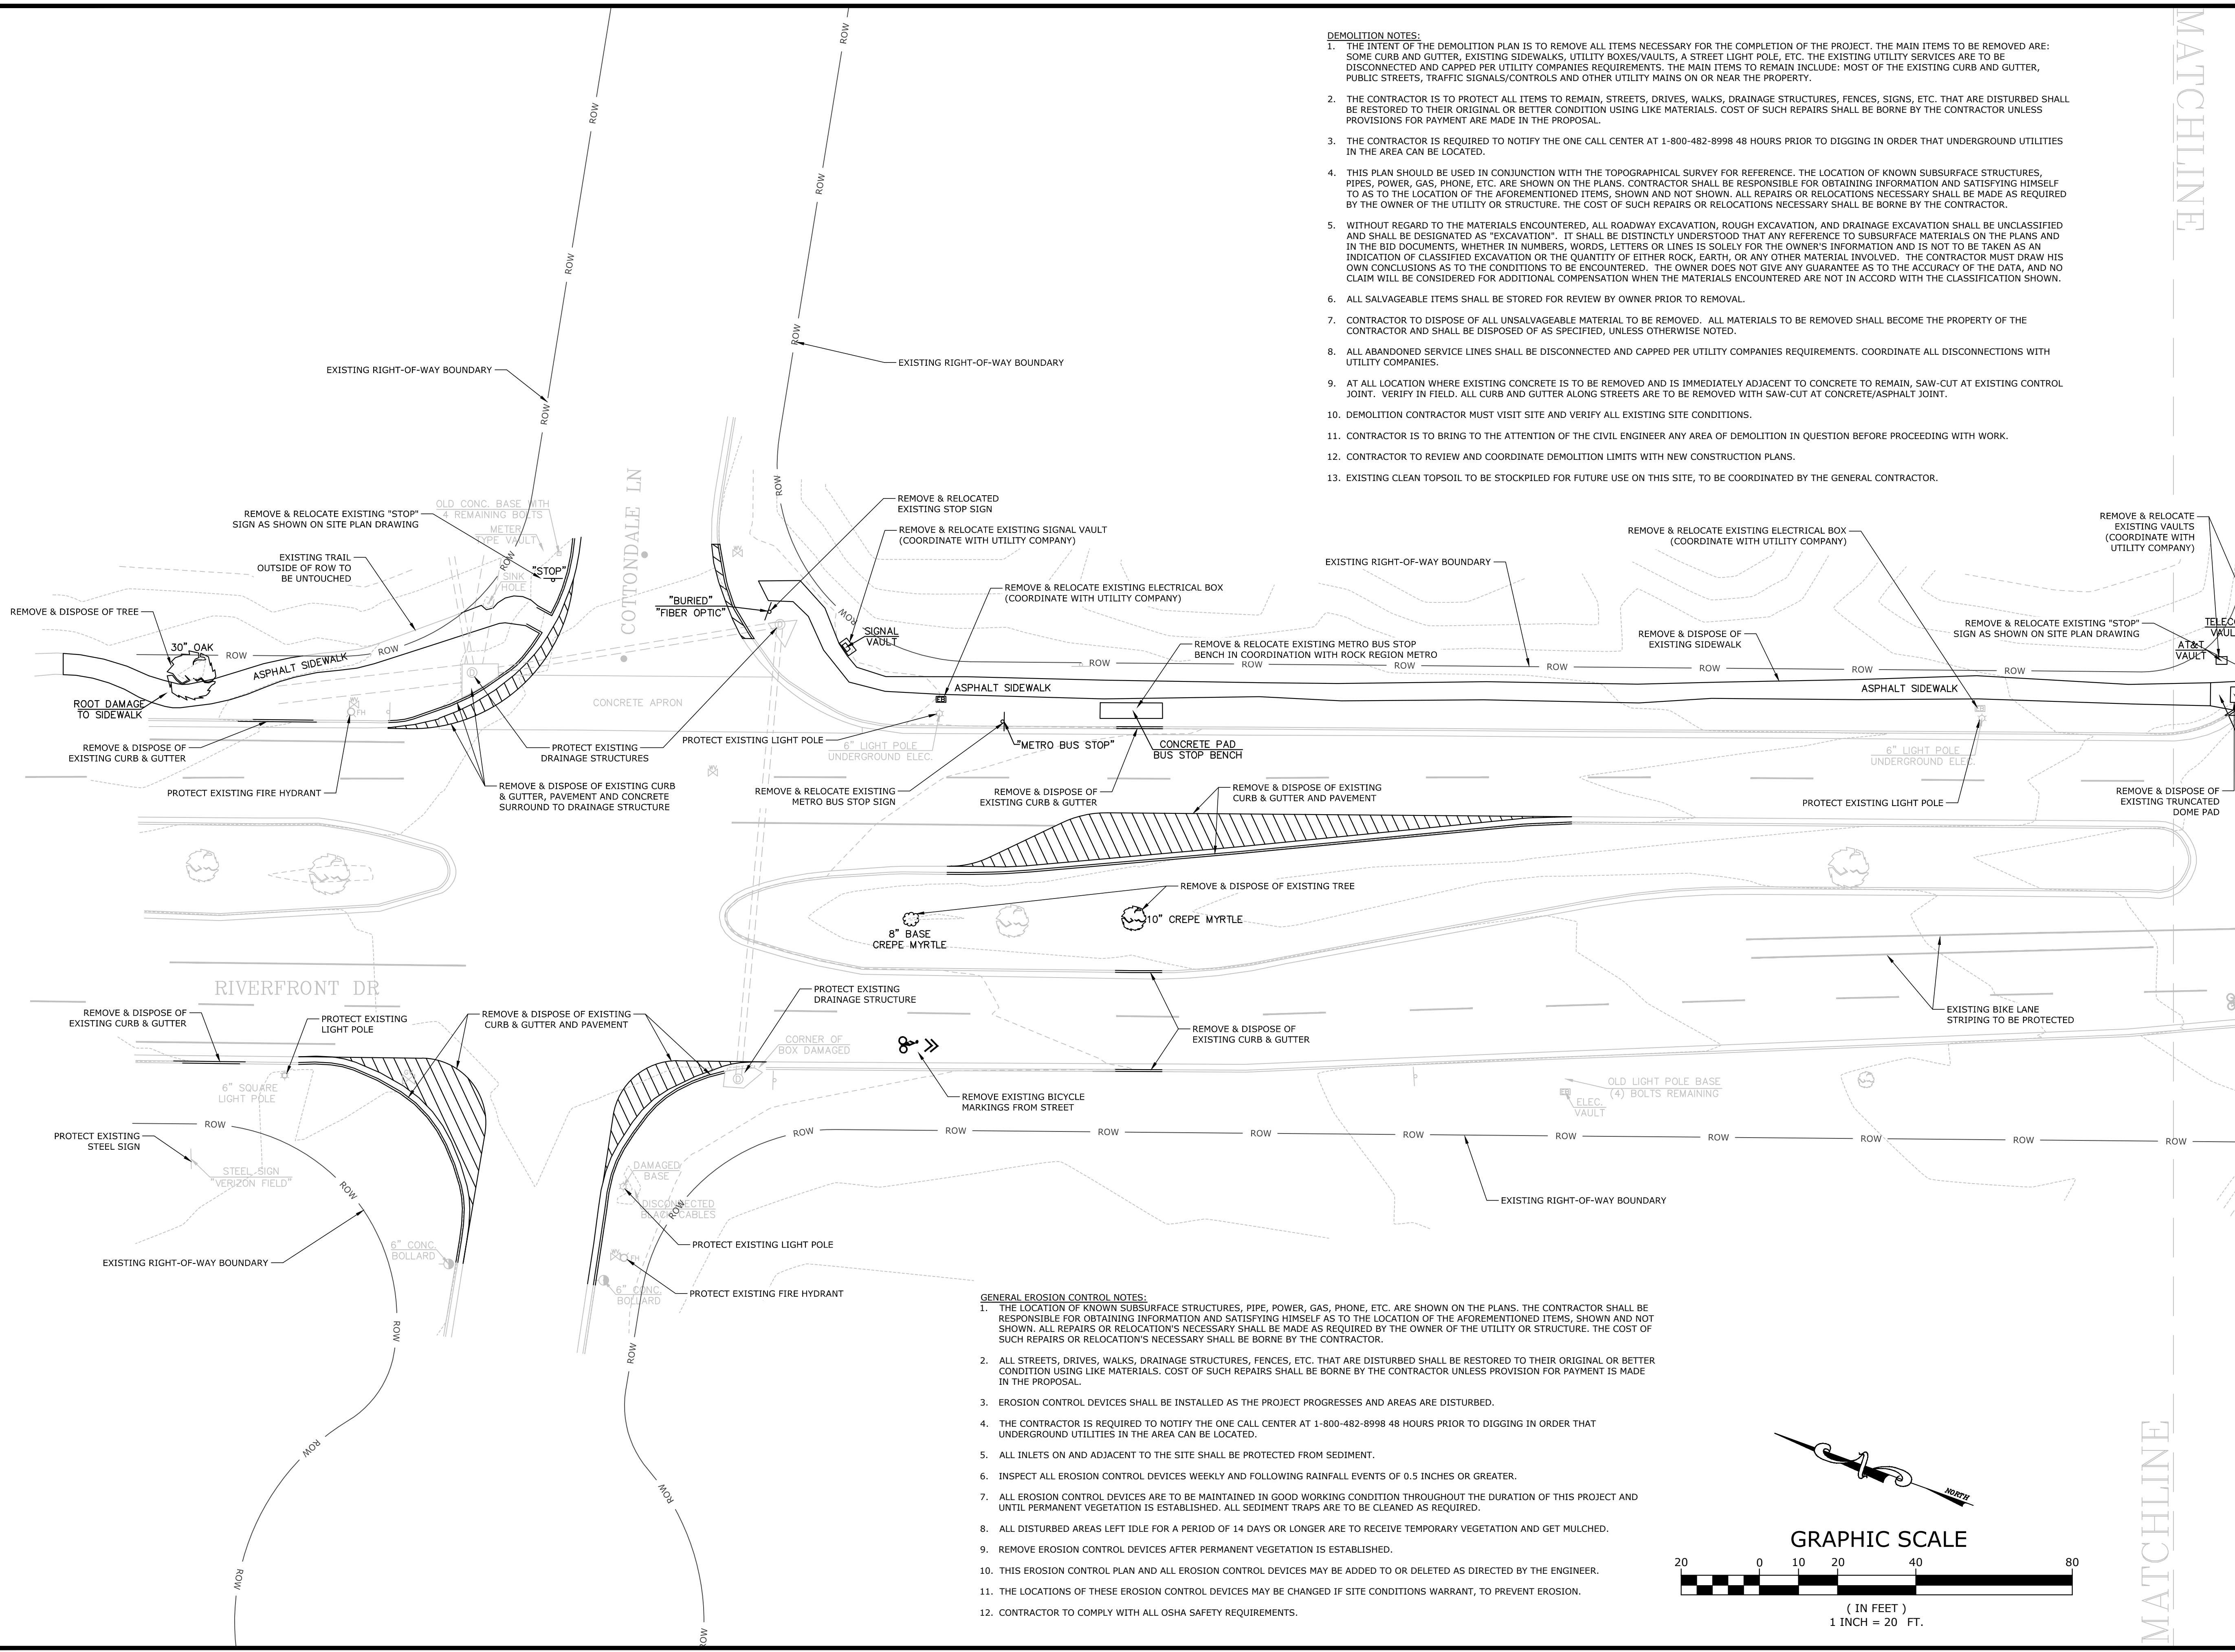 DEMOLITION NOTES:
1. THE INTENT OF THE DEMOLITION PLAN IS TO REMOVE ALL ITEMS NECESSARY FOR THE COMPLETION OF THE PROJECT. THE MAIN ITEMS TO BE REMOVED ARE:
SOME CURB AND GUTTER, EXISTING SIDEWALKS, UTILITY BOXES/VAULTS, A STREET LIGHT POLE, ETC. THE EXISTING UTILITY SERVICES ARE TO BE
DISCONNECTED AND CAPPED PER UTILITY COMPANIES REQUIREMENTS. THE MAIN ITEMS TO REMAIN INCLUDE: MOST OF THE EXISTING CURB AND GUTTER,
PUBLIC STREETS, TRAFFIC SIGNALS/CONTROLS AND OTHER UTILITY MAINS ON OR NEAR THE PROPERTY.
2. THE CONTRACTOR IS TO PROTECT ALL ITEMS TO REMAIN, STREETS, DRIVES, WALKS, DRAINAGE STRUCTURES, FENCES, SIGNS, ETC. THAT ARE DISTURBED SHALL
BE RESTORED TO THEIR ORIGINAL OR BETTER CONDITION USING LIKE MATERIALS. COST OF SUCH REPAIRS SHALL BE BORNE BY THE CONTRACTOR UNLESS
PROVISIONS FOR PAYMENT ARE MADE IN THE PROPOSAL.
3. THE CONTRACTOR IS REQUIRED TO NOTIFY THE ONE CALL CENTER AT 1-800-482-8998 48 HOURS PRIOR TO DIGGING IN ORDER THAT UNDERGROUND UTILITIES
IN THE AREA CAN BE LOCATED.
4. THIS PLAN SHOULD BE USED IN CONJUNCTION WITH THE TOPOGRAPHICAL SURVEY FOR REFERENCE. THE LOCATION OF KNOWN SUBSURFACE STRUCTURES,
PIPES, POWER, GAS, PHONE, ETC. ARE SHOWN ON THE PLANS. CONTRACTOR SHALL BE RESPONSIBLE FOR OBTAINING INFORMATION AND SATISFYING HIMSELF
TO AS TO THE LOCATION OF THE AFOREMENTIONED ITEMS, SHOWN AND NOT SHOWN. ALL REPAIRS OR RELOCATIONS NECESSARY SHALL BE MADE AS REQUIRED
BY THE OWNER OF THE UTILITY OR STRUCTURE. THE COST OF SUCH REPAIRS OR RELOCATIONS NECESSARY SHALL BE BORNE BY THE CONTRACTOR.
5. WITHOUT REGARD TO THE MATERIALS ENCOUNTERED, ALL ROADWAY EXCAVATION, ROUGH EXCAVATION, AND DRAINAGE EXCAVATION SHALL BE UNCLASSIFIED
AND SHALL BE DESIGNATED AS "EXCAVATION". IT SHALL BE DISTINCTLY UNDERSTOOD THAT ANY REFERENCE TO SUBSURFACE MATERIALS ON THE PLANS AND
IN THE BID DOCUMENTS, WHETHER IN NUMBERS, WORDS, LETTERS OR LINES IS SOLELY FOR THE OWNER'S INFORMATION AND IS NOT TO BE TAKEN AS AN
INDICATION OF CLASSIFIED EXCAVATION OR THE QUANTITY OF EITHER ROCK, EARTH, OR ANY OTHER MATERIAL INVOLVED. THE CONTRACTOR MUST DRAW HIS
OWN CONCLUSIONS AS TO THE CONDITIONS TO BE ENCOUNTERED. THE OWNER DOES NOT GIVE ANY GUARANTEE AS TO THE ACCURACY OF THE DATA, AND NO
CLAIM WILL BE CONSIDERED FOR ADDITIONAL COMPENSATION WHEN THE MATERIALS ENCOUNTERED ARE NOT IN ACCORD WITH THE CLASSIFICATION SHOWN.
6. ALL SALVAGEABLE ITEMS SHALL BE STORED FOR REVIEW BY OWNER PRIOR TO REMOVAL.
7. CONTRACTOR TO DISPOSE OF ALL UNSALVAGEABLE MATERIAL TO BE REMOVED. ALL MATERIALS TO BE REMOVED SHALL BECOME THE PROPERTY OF THE
CONTRACTOR AND SHALL BE DISPOSED OF AS SPECIFIED, UNLESS OTHERWISE NOTED.
8. ALL ABANDONED SERVICE LINES SHALL BE DISCONNECTED AND CAPPED PER UTILITY COMPANIES REQUIREMENTS. COORDINATE ALL DISCONNECTIONS WITH
UTILITY COMPANIES.
9. AT ALL LOCATION WHERE EXISTING CONCRETE IS TO BE REMOVED AND IS IMMEDIATELY ADJACENT TO CONCRETE TO REMAIN, SAW-CUT AT EXISTING CONTROL
JOINT. VERIFY IN FIELD. ALL CURB AND GUTTER ALONG STREETS ARE TO BE REMOVED WITH SAW-CUT AT CONCRETE/ASPHALT JOINT.
10. DEMOLITION CONTRACTOR MUST VISIT SITE AND VERIFY ALL EXISTING SITE CONDITIONS.
11. CONTRACTOR IS TO BRING TO THE ATTENTION OF THE CIVIL ENGINEER ANY AREA OF DEMOLITION IN QUESTION BEFORE PROCEEDING WITH WORK.
12. CONTRACTOR TO REVIEW AND COORDINATE DEMOLITION LIMITS WITH NEW CONSTRUCTION PLANS.
13. EXISTING CLEAN TOPSOIL TO BE STOCKPILED FOR FUTURE USE ON THIS SITE, TO BE COORDINATED BY THE GENERAL CONTRACTOR.
MATCHLINE
ROW
ROW
ROW
ROW
ROW
ROW
ROW
ROW
EXISTING RIGHT-OF-WAY BOUNDARY
EXISTING RIGHT-OF-WAY BOUNDARY
COTTONDALE LN
OLD CONC. BASE WITH
4 REMAINING BOLTS
METER
TYPE VAULT
SINK
HOLE
REMOVE & RELOCATE EXISTING "STOP"
SIGN AS SHOWN ON SITE PLAN DRAWING
"STOP"
EXISTING TRAIL
OUTSIDE OF ROW TO
BE UNTOUCHED
REMOVE & DISPOSE OF TREE
30" OAK
ROW
ROW
ROW
ASPHALT SIDEWALK
ROOT DAMAGE
TO SIDEWALK
FH
REMOVE & DISPOSE OF
EXISTING CURB & GUTTER
PROTECT EXISTING FIRE HYDRANT
PROTECT EXISTING
DRAINAGE STRUCTURES
REMOVE & DISPOSE OF EXISTING CURB
& GUTTER, PAVEMENT AND CONCRETE
SURROUND TO DRAINAGE STRUCTURE
CONCRETE APRON
"BURIED"
"FIBER OPTIC"
REMOVE & RELOCATED
EXISTING STOP SIGN
REMOVE & RELOCATE EXISTING SIGNAL VAULT
(COORDINATE WITH UTILITY COMPANY)
ROW
SIGNAL
VAULT
REMOVE & RELOCATE EXISTING ELECTRICAL BOX
(COORDINATE WITH UTILITY COMPANY)
REMOVE & RELOCATE EXISTING METRO BUS STOP
BENCH IN COORDINATION WITH ROCK REGION METRO
ROW
ROW
ROW
ROW
ROW
ROW
ROW
ASPHALT SIDEWALK
PROTECT EXISTING LIGHT POLE
6" LIGHT POLE
UNDERGROUND ELEC.
"METRO BUS STOP"
CONCRETE PAD
BUS STOP BENCH
REMOVE & RELOCATE EXISTING
METRO BUS STOP SIGN
REMOVE & DISPOSE OF
EXISTING CURB & GUTTER
REMOVE & DISPOSE OF EXISTING
CURB & GUTTER AND PAVEMENT
EXISTING RIGHT-OF-WAY BOUNDARY
REMOVE & RELOCATE EXISTING ELECTRICAL BOX
(COORDINATE WITH UTILITY COMPANY)
REMOVE & DISPOSE OF
EXISTING SIDEWALK
ASPHALT SIDEWALK
REMOVE & RELOCATE
EXISTING VAULTS
(COORDINATE WITH
UTILITY COMPANY)
REMOVE & RELOCATE EXISTING "STOP"
SIGN AS SHOWN ON SITE PLAN DRAWING
AT&T
VAULT
6" LIGHT POLE
UNDERGROUND ELEC.
PROTECT EXISTING LIGHT POLE
REMOVE & DISPOSE OF
EXISTING TRUNCATED
DOME PAD
REMOVE & DISPOSE OF EXISTING TREE
8" BASE
CREPE MYRTLE
10" CREPE MYRTLE
RIVERFRONT DR
REMOVE & DISPOSE OF
EXISTING CURB & GUTTER
PROTECT EXISTING
LIGHT POLE
REMOVE & DISPOSE OF EXISTING
CURB & GUTTER AND PAVEMENT
PROTECT EXISTING
DRAINAGE STRUCTURE
CORNER OF
BOX DAMAGED
REMOVE & DISPOSE OF
EXISTING CURB & GUTTER
EXISTING BIKE LANE
STRIPING TO BE PROTECTED
6" SQUARE
LIGHT POLE
REMOVE EXISTING BICYCLE
MARKINGS FROM STREET
OLD LIGHT POLE BASE
(4) BOLTS REMAINING
ELEC.
VAULT
ROW
PROTECT EXISTING
STEEL SIGN
STEEL SIGN
"VERIZON FIELD"
ROW
DAMAGED
BASE
DISCONNECTED
BLACK CABLES
ROW
ROW
ROW
ROW
ROW
ROW
ROW
ROW
ROW
ROW
ROW
EXISTING RIGHT-OF-WAY BOUNDARY
PROTECT EXISTING LIGHT POLE
EXISTING RIGHT-OF-WAY BOUNDARY
6" CONC.
BOLLARD
FH
6" CONC.
BOLLARD
PROTECT EXISTING FIRE HYDRANT
ROW
ROW
ROW
ROW
ROW
ROW
GENERAL EROSION CONTROL NOTES:
1. THE LOCATION OF KNOWN SUBSURFACE STRUCTURES, PIPE, POWER, GAS, PHONE, ETC. ARE SHOWN ON THE PLANS. THE CONTRACTOR SHALL BE
RESPONSIBLE FOR OBTAINING INFORMATION AND SATISFYING HIMSELF AS TO THE LOCATION OF THE AFOREMENTIONED ITEMS, SHOWN AND NOT
SHOWN. ALL REPAIRS OR RELOCATION'S NECESSARY SHALL BE MADE AS REQUIRED BY THE OWNER OF THE UTILITY OR STRUCTURE. THE COST OF
SUCH REPAIRS OR RELOCATION'S NECESSARY SHALL BE BORNE BY THE CONTRACTOR.
2. ALL STREETS, DRIVES, WALKS, DRAINAGE STRUCTURES, FENCES, ETC. THAT ARE DISTURBED SHALL BE RESTORED TO THEIR ORIGINAL OR BETTER
CONDITION USING LIKE MATERIALS. COST OF SUCH REPAIRS SHALL BE BORNE BY THE CONTRACTOR UNLESS PROVISION FOR PAYMENT IS MADE
IN THE PROPOSAL.
3. EROSION CONTROL DEVICES SHALL BE INSTALLED AS THE PROJECT PROGRESSES AND AREAS ARE DISTURBED.
4. THE CONTRACTOR IS REQUIRED TO NOTIFY THE ONE CALL CENTER AT 1-800-482-8998 48 HOURS PRIOR TO DIGGING IN ORDER THAT
UNDERGROUND UTILITIES IN THE AREA CAN BE LOCATED.
5. ALL INLETS ON AND ADJACENT TO THE SITE SHALL BE PROTECTED FROM SEDIMENT.
6. INSPECT ALL EROSION CONTROL DEVICES WEEKLY AND FOLLOWING RAINFALL EVENTS OF 0.5 INCHES OR GREATER.
7. ALL EROSION CONTROL DEVICES ARE TO BE MAINTAINED IN GOOD WORKING CONDITION THROUGHOUT THE DURATION OF THIS PROJECT AND
UNTIL PERMANENT VEGETATION IS ESTABLISHED. ALL SEDIMENT TRAPS ARE TO BE CLEANED AS REQUIRED.
8. ALL DISTURBED AREAS LEFT IDLE FOR A PERIOD OF 14 DAYS OR LONGER ARE TO RECEIVE TEMPORARY VEGETATION AND GET MULCHED.
9. REMOVE EROSION CONTROL DEVICES AFTER PERMANENT VEGETATION IS ESTABLISHED.
10. THIS EROSION CONTROL PLAN AND ALL EROSION CONTROL DEVICES MAY BE ADDED TO OR DELETED AS DIRECTED BY THE ENGINEER.
11. THE LOCATIONS OF THESE EROSION CONTROL DEVICES MAY BE CHANGED IF SITE CONDITIONS WARRANT, TO PREVENT EROSION.
12. CONTRACTOR TO COMPLY WITH ALL OSHA SAFETY REQUIREMENTS.
NORTH
GRAPHIC SCALE
20 0 10 20 40 80
( IN FEET )
1 INCH = 20 FT.
MATCHLINE